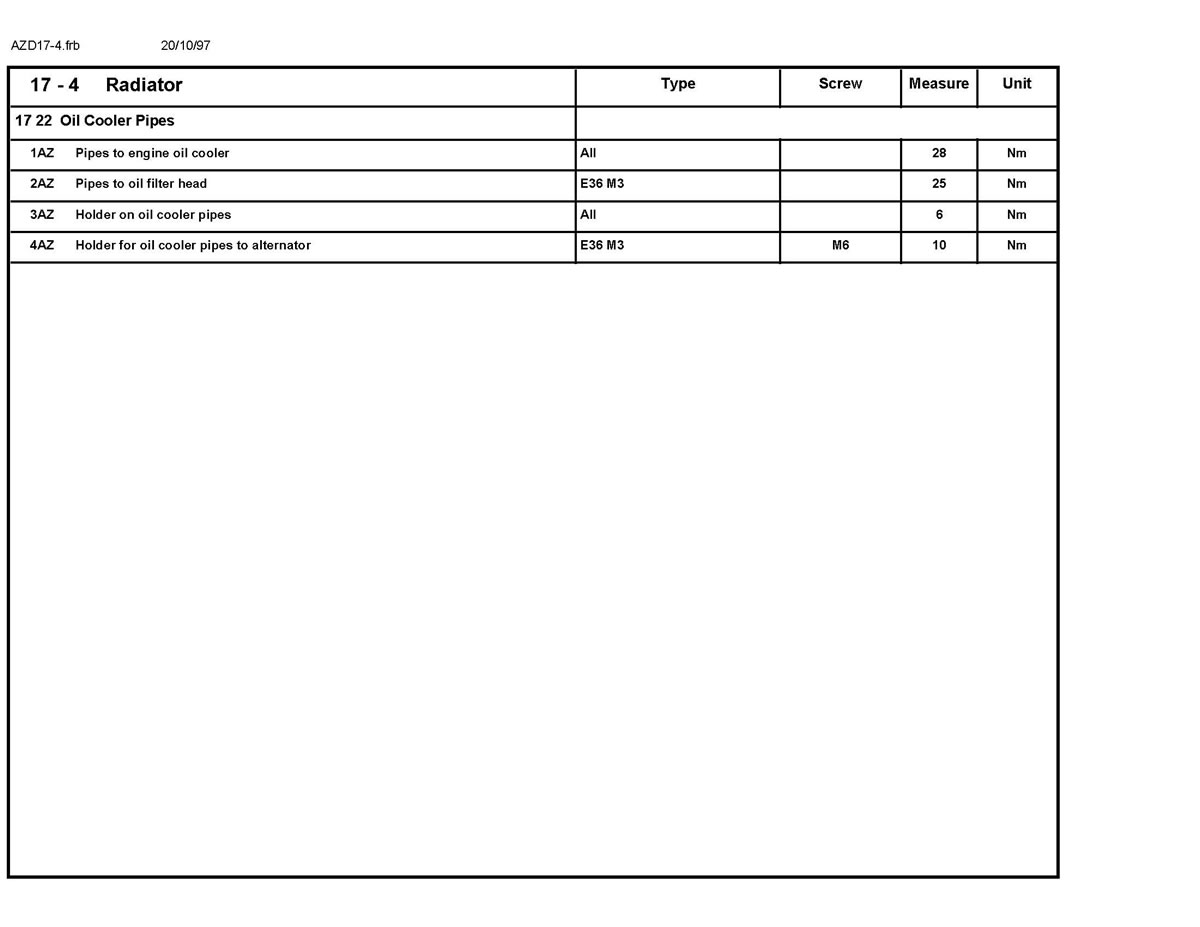 AZD17-4.frb 20/10/97
17 - 4 Radiator Type Screw Measure Unit
17 22 Oil Cooler Pipes
1AZ Pipes to engine oil cooler All 28 Nm
2AZ Pipes to oil filter head E36 M3 25 Nm
3AZ Holder on oil cooler pipes All 6 Nm
4AZ Holder for oil cooler pipes to alternator E36 M3 M6 10 Nm